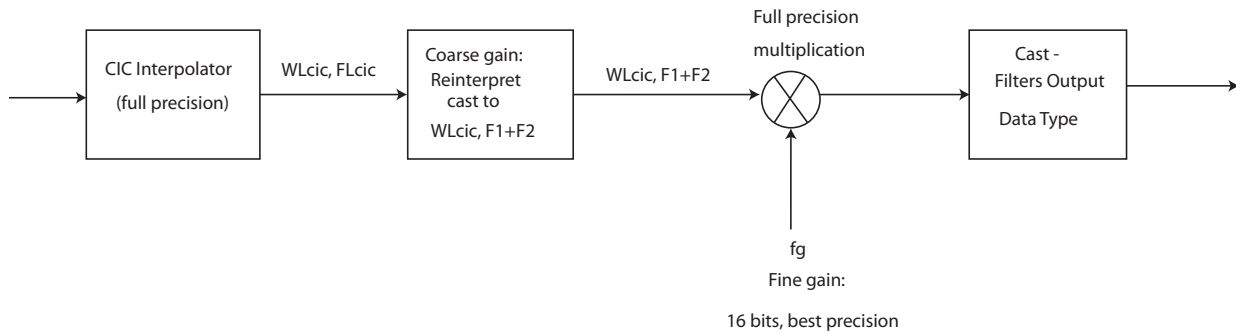 CIC Interpolator
(full precision)
WLcic, FLcic
Coarse gain:
Reinterpret
cast to
WLcic, F1+F2
WLcic, F1+F2
Full precision
multiplication
fg
Fine gain:
16 bits, best precision
Cast -
Filters Output
Data Type